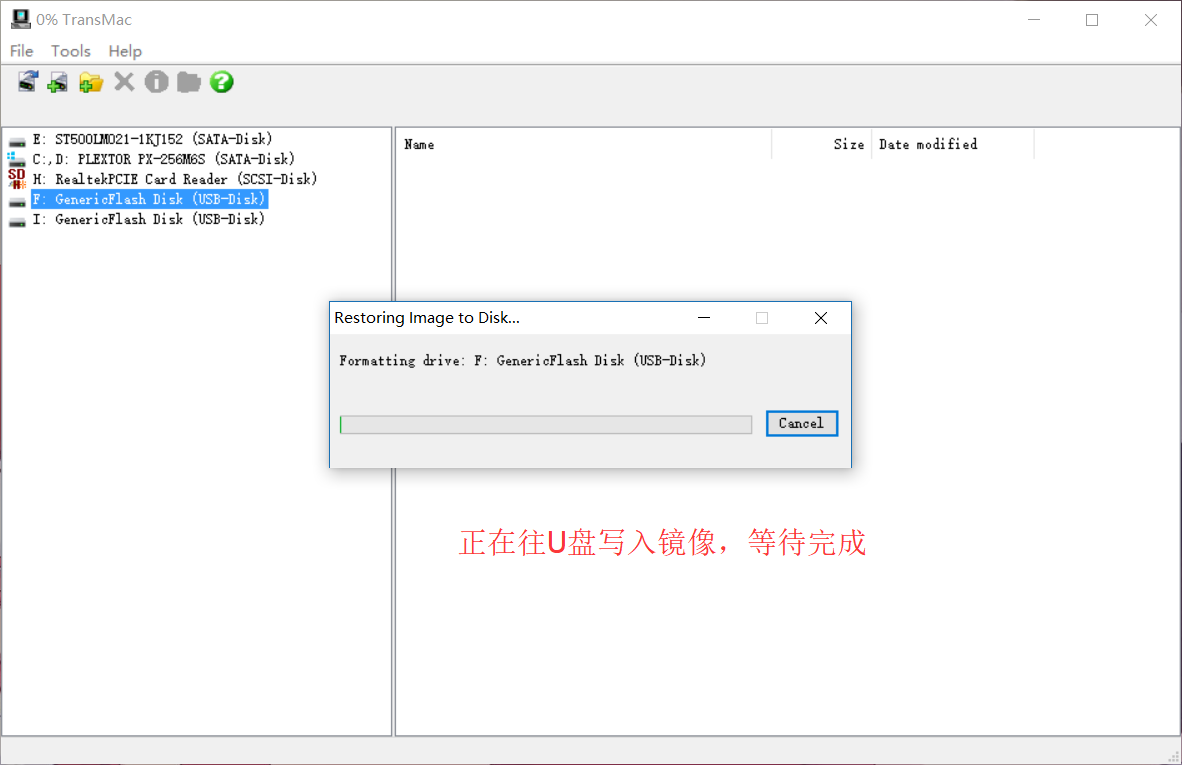 0% TransMac
File Tools Help
E: ST500LM021-1KJ152 (SATA-Disk)
C:,D: PLEXTOR PX-256M6S (SATA-Disk)
SD
H: RealtekPCIE Card Reader (SCSI-Disk)
F: GenericFlash Disk (USB-Disk)
I: GenericFlash Disk (USB-Disk)
Name Size Date modified
Restoring Image to Disk...
Formatting drive: F: GenericFlash Disk (USB-Disk)
Cancel
正在往U盘写入镜像，等待完成